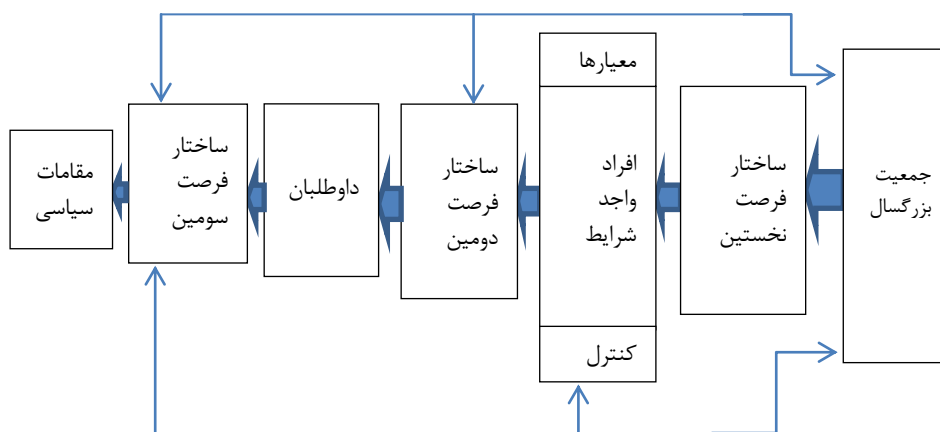 جمعیت
بزرگسال
ساختار
فرصت
نخستین
معیارها
افراد
واجد
شرایط
کنترل
ساختار
فرصت
دومین
داوطلبان
ساختار
فرصت
سومین
مقامات
سیاسی